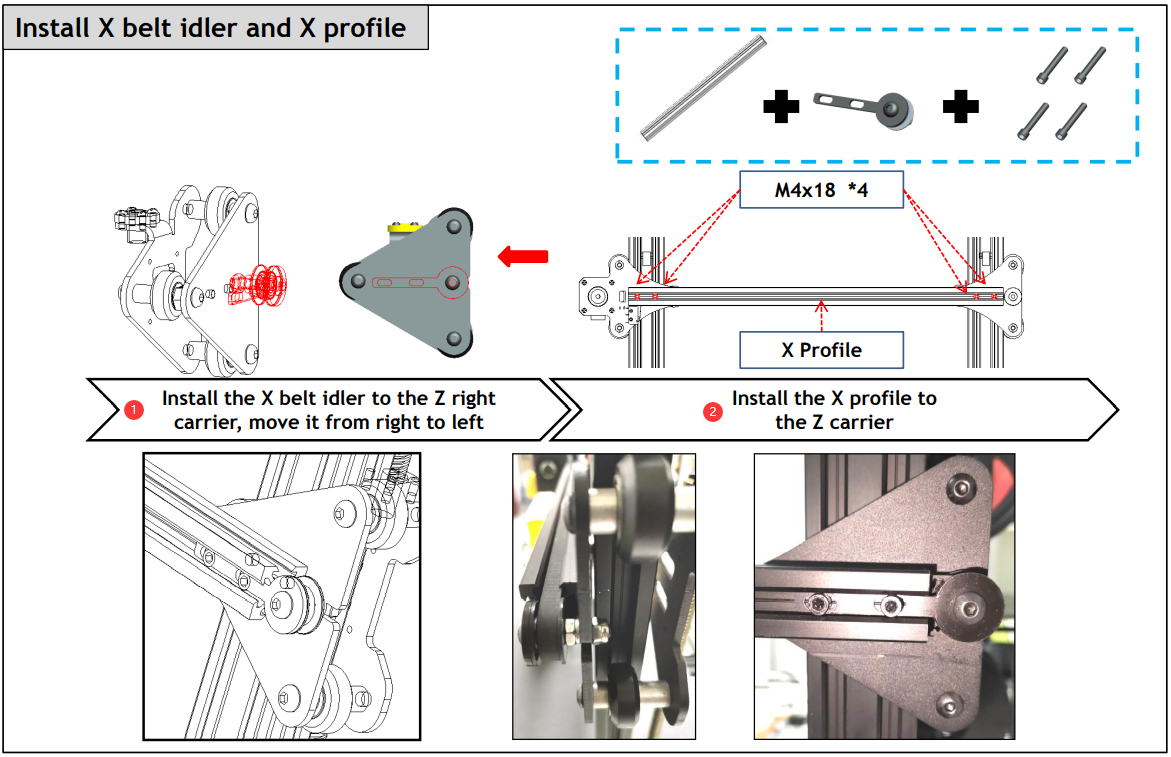 Install X belt idler and X profile
M4x18 *4
X Profile
1
Install the X belt idler to the Z right
carrier, move it from right to left
2
Install the X profile to
the Z carrier